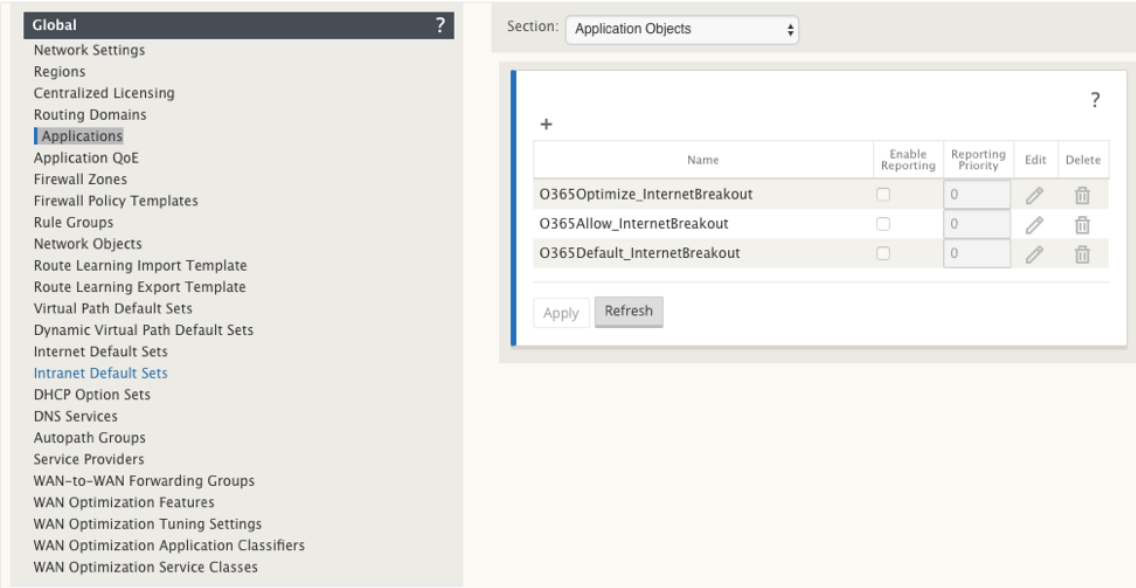 Global ?
Network Settings
Regions
Centralized Licensing
Routing Domains
Applications
Application QoE
Firewall Zones
Firewall Policy Templates
Rule Groups
Network Objects
Route Learning Import Template
Route Learning Export Template
Virtual Path Default Sets
Dynamic Virtual Path Default Sets
Internet Default Sets
Intranet Default Sets
DHCP Option Sets
DNS Services
Autopath Groups
Service Providers
WAN-to-WAN Forwarding Groups
WAN Optimization Features
WAN Optimization Tuning Settings
WAN Optimization Application Classifiers
WAN Optimization Service Classes
Section: Application Objects
?
+
Name Enable Reporting Reporting Priority Edit Delete
O365Optimize_InternetBreakout 0
O365Allow_InternetBreakout 0
O365Default_InternetBreakout 0
Apply Refresh